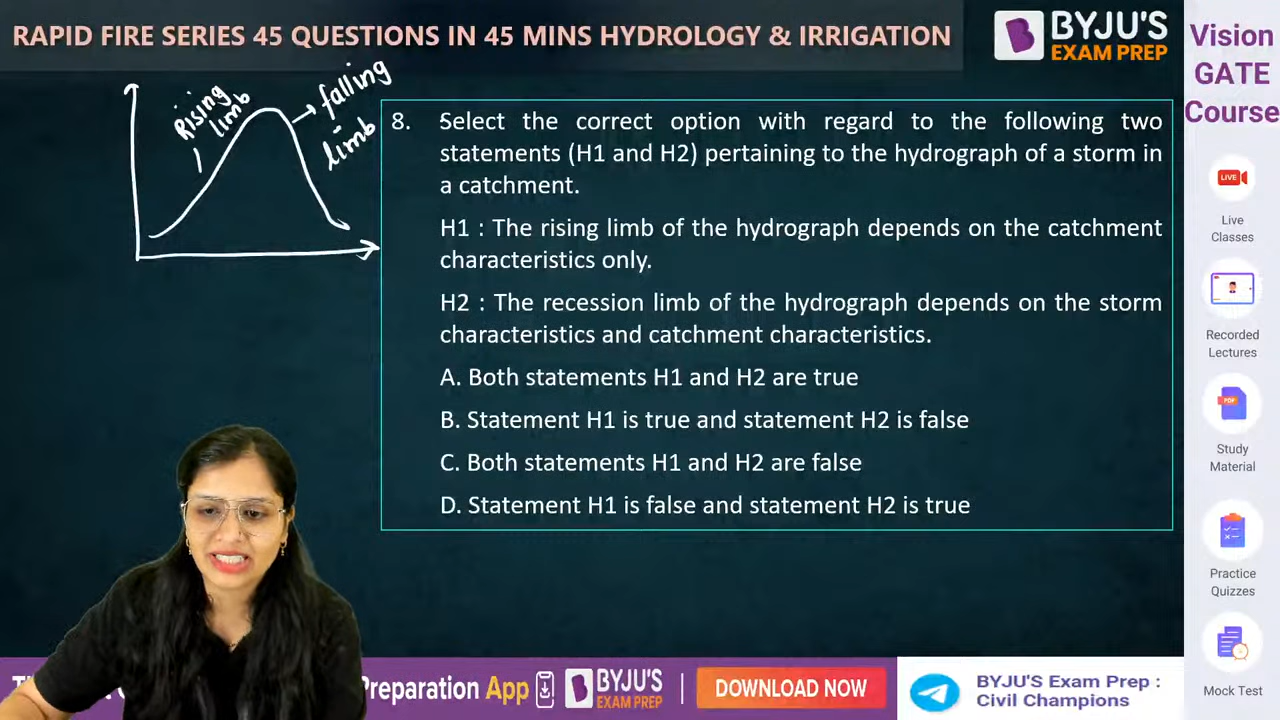 RAPID FIRE SERIES 45 QUESTIONS IN 45 MINS HYDROLOGY & IRRIGATION
BYJU'S
EXAM PREP
Vision
GATE
Course
Rising
limb
falling
limb
8. Select the correct option with regard to the following two
statements (H1 and H2) pertaining to the hydrograph of a storm in
a catchment.
H1 : The rising limb of the hydrograph depends on the catchment
characteristics only.
H2 : The recession limb of the hydrograph depends on the storm
characteristics and catchment characteristics.
A. Both statements H1 and H2 are true
B. Statement H1 is true and statement H2 is false
C. Both statements H1 and H2 are false
D. Statement H1 is false and statement H2 is true
LIVE
Live
Classes
Recorded
Lectures
PDF
Study
Material
Practice
Quizzes
Mock Test
Preparation App
BYJU'S
EXAM PREP
DOWNLOAD NOW
BYJU'S Exam Prep :
Civil Champions